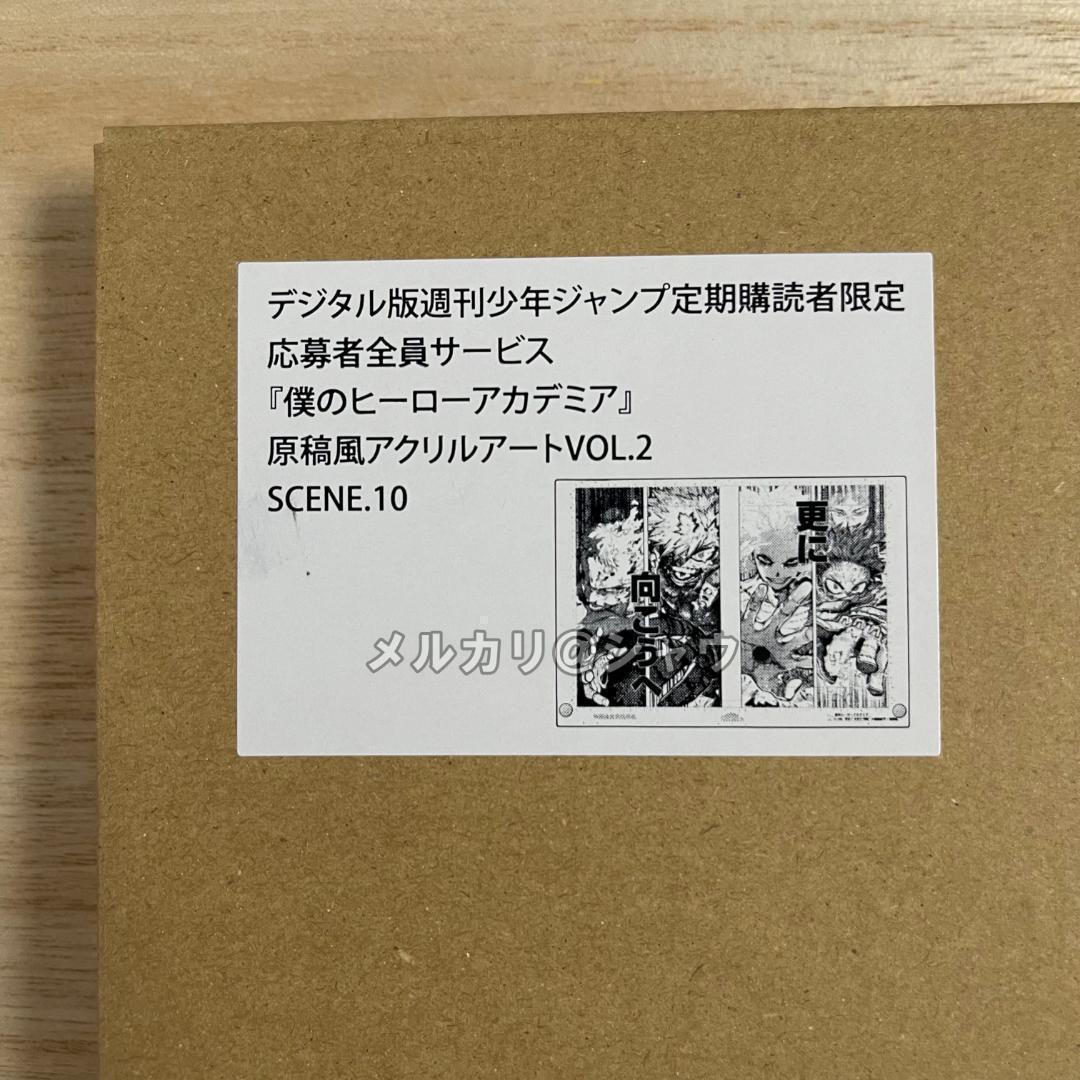 デジタル版週刊少年ジャンプ定期購読者限定
応募者全員サービス
『僕のヒーローアカデミア』
原稿風アクリルアートVOL.2
SCENE.10
更に
向こうへ
メルカリ@シャウ